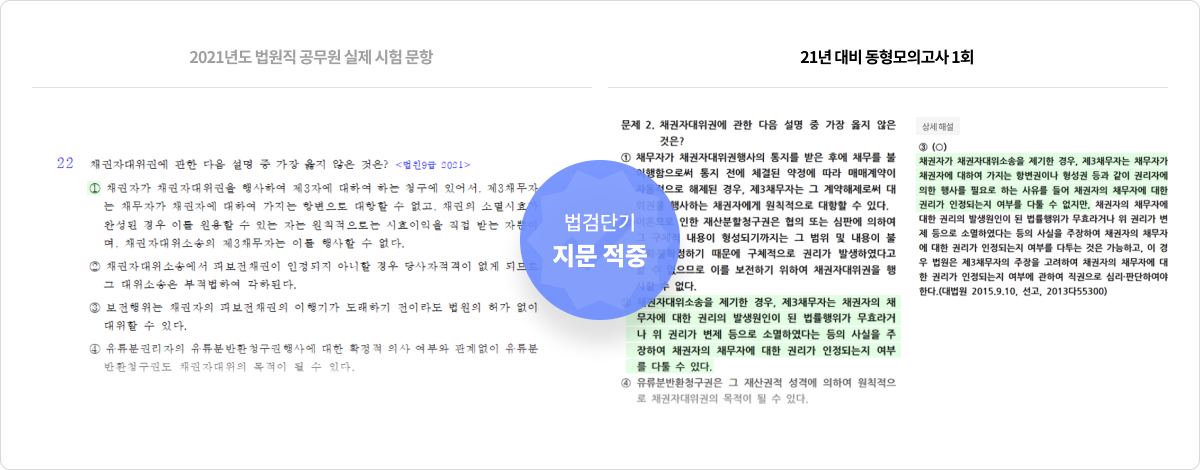 2021년도 법원직 공무원 실제 시험 문항
22 채권자대위권에 관한 다음 설명 중 가장 옳지 않은 것은? <법원9급 2021>
① 채권자가 채권자대위권을 행사하여 제3자에 대하여 하는 청구에 있어서, 제3채무자
는 채무자가 채권자에 대하여 가지는 항변으로 대항할 수 없고, 채권의 소멸시효가
완성된 경우 이를 원용할 수 있는 자는 원칙적으로는 시효이익을 직접 받는 자뿐이
며, 채권자대위소송의 제3채무자는 이를 행사할 수 없다.
② 채권자대위소송에서 피보전채권이 인정되지 아니할 경우 당사자적격이 없게 되므로
그 대위소송은 부적법하여 각하된다.
③ 보전행위는 채권자의 피보전채권의 이행기가 도래하기 전이라도 법원의 허가 없이
대위할 수 있다.
④ 유류분권리자의 유류분반환청구권행사에 대한 확정적 의사 여부와 관계없이 유류분
반환청구권도 채권자대위의 목적이 될 수 있다.
법검단기
지문 적중
21년 대비 동형모의고사 1회
문제 2. 채권자대위권에 관한 다음 설명 중 가장 옳지 않은
것은?
① 채무자가 채권자대위권행사의 통지를 받은 후에 채무를 불
이행함으로써 통지 전에 체결된 약정에 따라 매매계약이
자동적으로 해제된 경우, 제3채무자는 그 계약해제로써 대
행사하는 채권자에게 원칙적으로 대항할 수 있다.
인한 재산분할청구권은 협의 또는 심판에 의하여
내용이 형성되기까지는 그 범위 및 내용이 불
하기 때문에 구체적으로 권리가 발생하였다고
없으므로 이를 보전하기 위하여 채권자대위권을 행
수 없다.
③ 채권자대위소송을 제기한 경우, 제3채무자는 채권자의 채
무자에 대한 권리의 발생원인이 된 법률행위가 무효라거
나 위 권리가 변제 등으로 소멸하였다는 등의 사실을 주
장하여 채권자의 채무자에 대한 권리가 인정되는지 여부
를 다툴 수 있다.
④ 유류분반환청구권은 그 재산권적 성격에 의하여 원칙적으
로 채권자대위권의 목적이 될 수 있다.
상세 해설
③ (○)
채권자가 채권자대위소송을 제기한 경우, 제3채무자는 채무자가
채권자에 대하여 가지는 항변권이나 형성권 등과 같이 권리자에
의한 행사를 필요로 하는 사유를 들어 채권자의 채무자에 대한
권리가 인정되는지 여부를 다툴 수 없지만, 채권자의 채무자에
대한 권리의 발생원인이 된 법률행위가 무효라거나 위 권리가 변
제 등으로 소멸하였다는 등의 사실을 주장하여 채권자의 채무자
에 대한 권리가 인정되는지 여부를 다투는 것은 가능하고, 이 경
우 법원은 제3채무자의 주장을 고려하여 채권자의 채무자에 대
한 권리가 인정되는지 여부에 관하여 직권으로 심리·판단하여야
한다.(대법원 2015.9.10, 선고, 2013다55300)